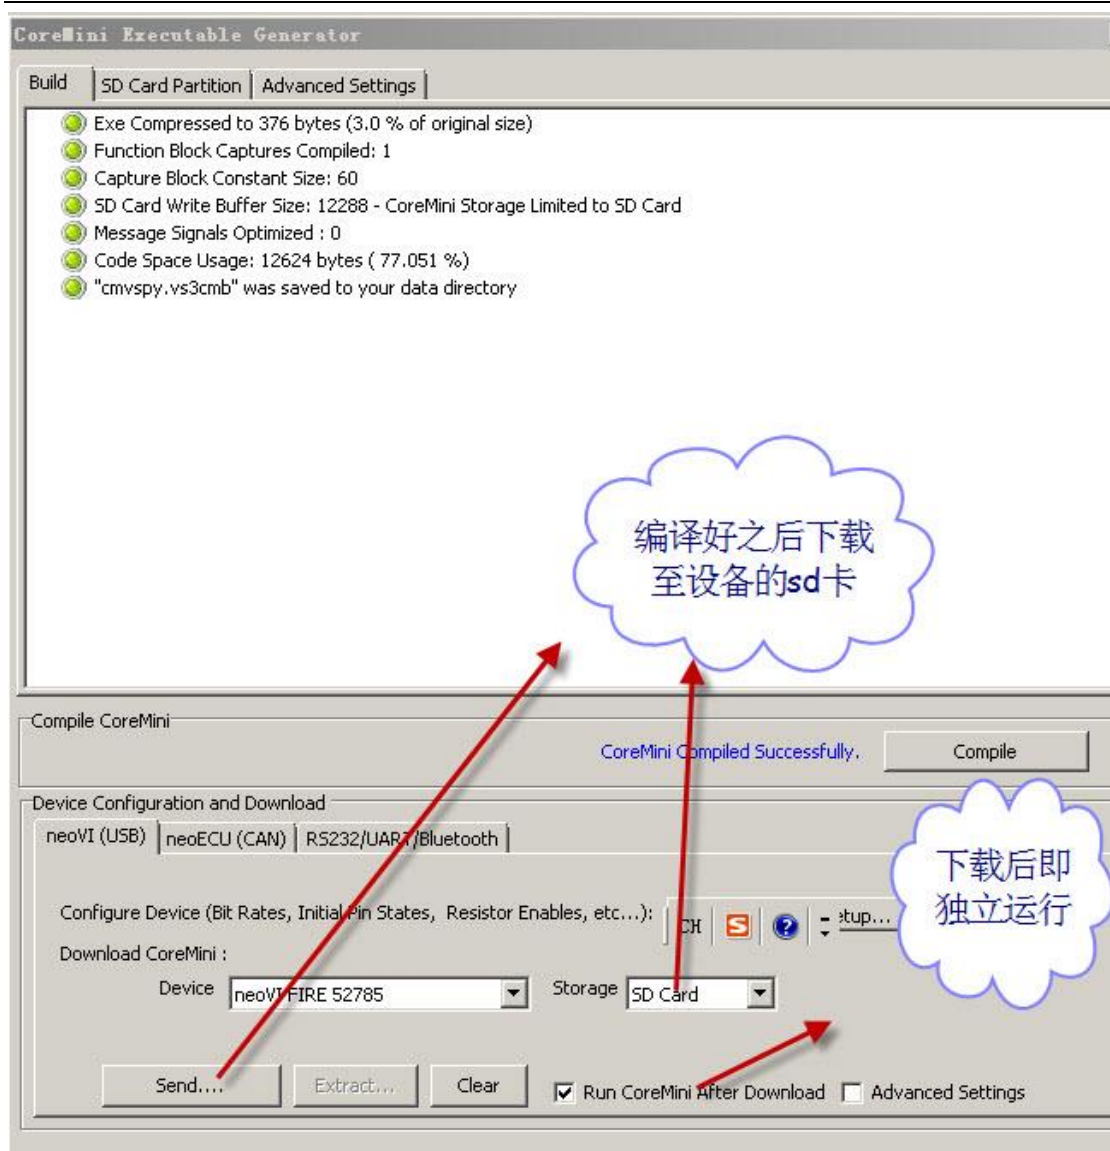 CoreMini Executable Generator
Build SD Card Partition Advanced Settings
Exe Compressed to 376 bytes (3.0 % of original size)
Function Block Captures Compiled: 1
Capture Block Constant Size: 60
SD Card Write Buffer Size: 12288 - CoreMini Storage Limited to SD Card
Message Signals Optimized : 0
Code Space Usage: 12624 bytes ( 77.051 %)
"cmvspy.vs3cmb" was saved to your data directory
编译好之后下载
至设备的sd卡
Compile CoreMini
CoreMini Compiled Successfully. Compile
Device Configuration and Download
neoVI (USB) neoECU (CAN) RS232/UART/Bluetooth
下载后即
独立运行
Configure Device (Bit Rates, Initial Pin States, Resistor Enables, etc...): CH S ? etup...
Download CoreMini :
Device neoVI FIRE 52785 Storage SD Card
Send.... Extract... Clear Run CoreMini After Download Advanced Settings